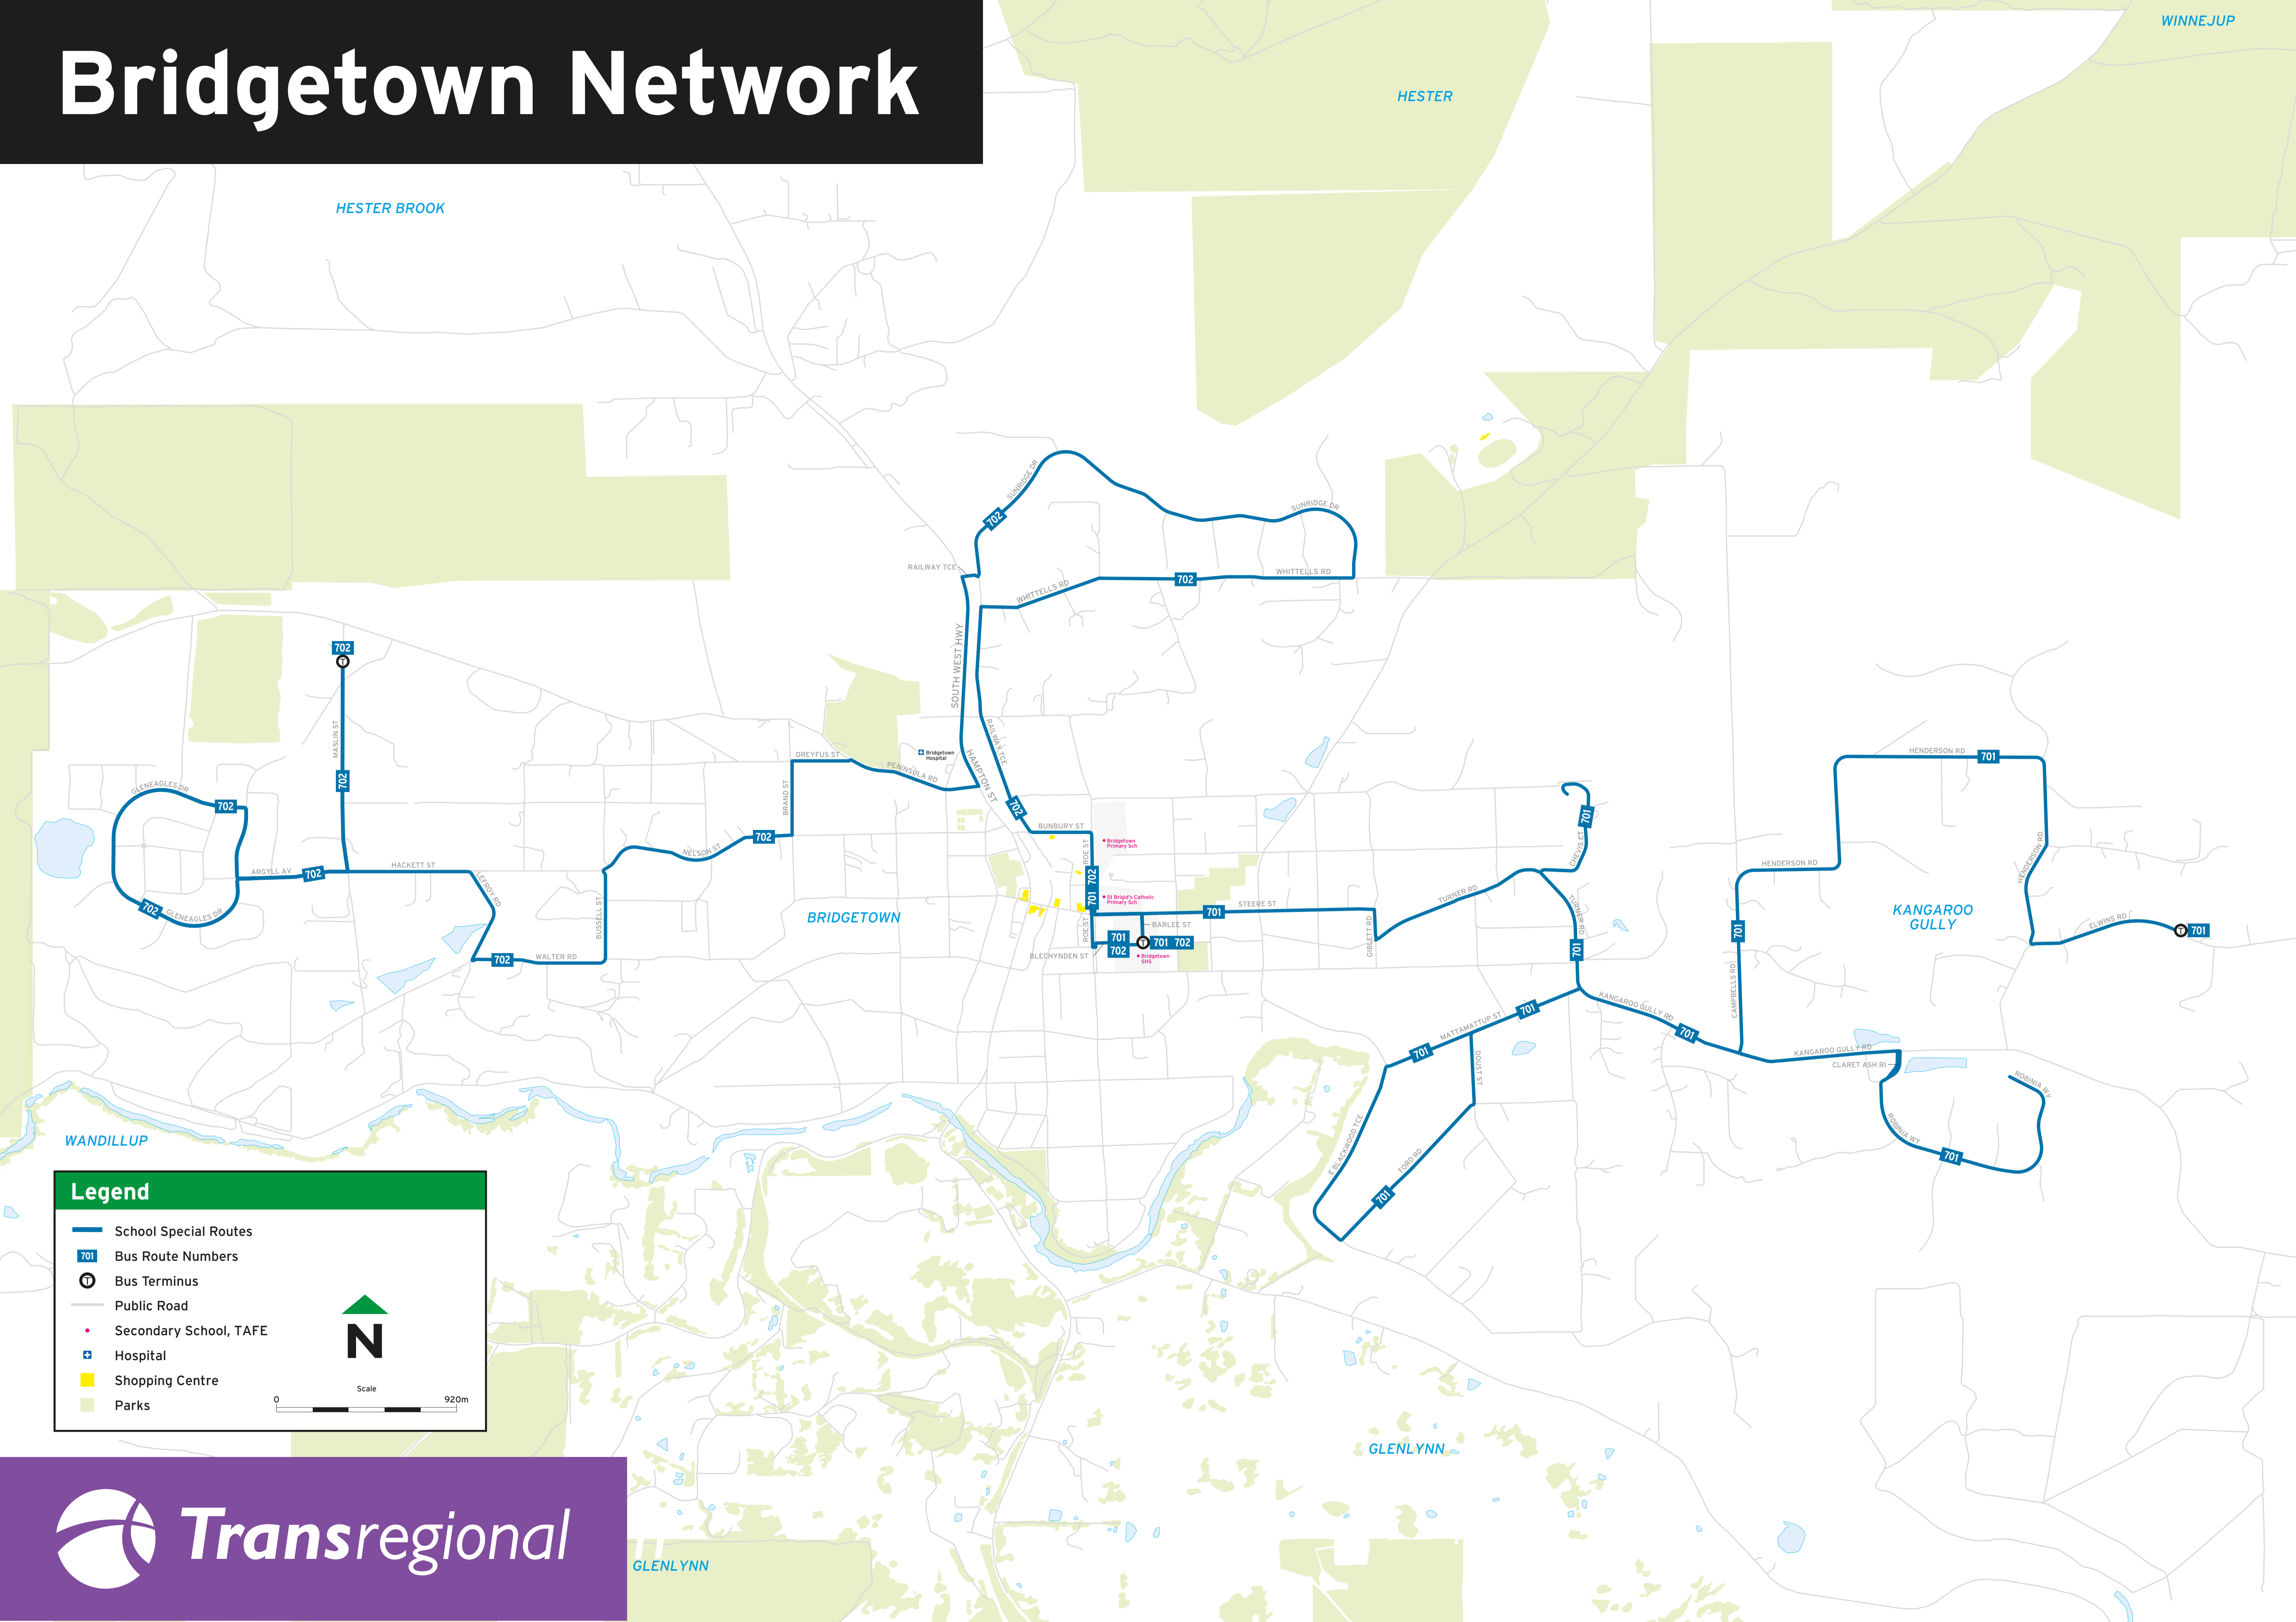 Bridgetown Network
WINNEJUP
HESTER
HESTER BROOK
SUNRIDGE DR
702
SUNRIDGE DR
RAILWAY TCE
WHITTELLS RD
702
WHITTELLS RD
SOUTH WEST HWY
702
T
MASLIN ST
702
RAILWAY TCE
HAMPTON ST
Bridgetown
Hospital
DREYFUS ST
PENINSULA RD
BRAND ST
HENDERSON RD
701
GLENEAGLES DR
702
702
701
CHEVIS CT
BUNBURY ST
702
NELSON ST
ROE ST
Bridgetown
Primary Sch
HENDERSON RD
HENDERSON RD
HACKETT ST
ARGYLL AV
702
LEFROY RD
702
701
St Brigid's Catholic
Primary Sch
TURNER RD
TURNER RD
STEERE ST
701
702
GLENEAGLES DR
BUSSELL ST
BRIDGETOWN
KANGAROO
GULLY
ROE ST
BARLEE ST
GIBLETT RD
701
702
T
701 702
701
701
ELWINS RD
T
701
BLECHYNDEN ST
Bridgetown
SHS
702
WALTER RD
CAMPBELLS RD
KANGAROO GULLY RD
701
MATTAMATTUP ST
701
701
KANGAROO GULLY RD
CLARET ASH RI
DOUST ST
ROBINIA WY
ROBINIA WY
701
E BLACKWOOD TCE
FORD RD
701
WANDILLUP
Legend
School Special Routes
701
Bus Route Numbers
T
Bus Terminus
Public Road
Secondary School, TAFE
Hospital
Shopping Centre
Parks
N
Scale
0
920m
GLENLYNN
Transregional
GLENLYNN